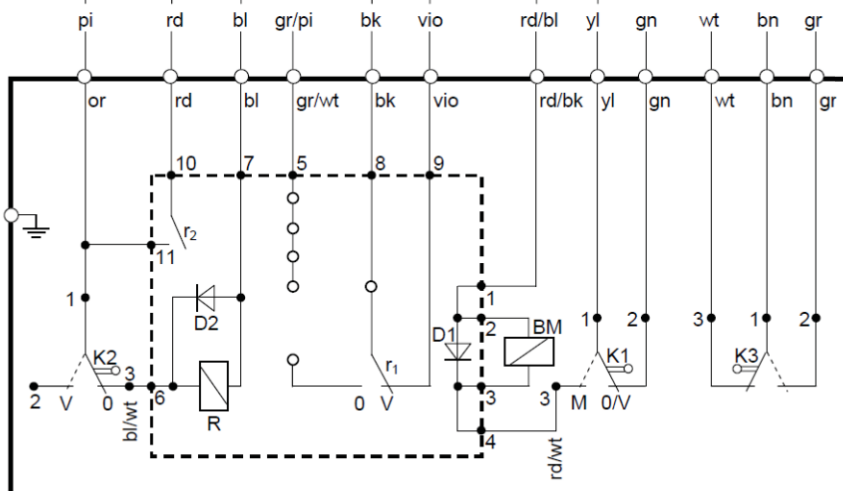 pi rd bl gr/pi bk vio rd/bl yl gn wt bn gr
or rd bl gr/wt bk vio rd/bk yl gn wt bn gr
10 7 5 8 9
r2
11
1 1
D2 D1 2 BM 1 2 3 1 2
K2 3 r1 K1 K3
2 V 0 6 R 0 V 3 3 M 0/V
bl/wt 4 rd/wt